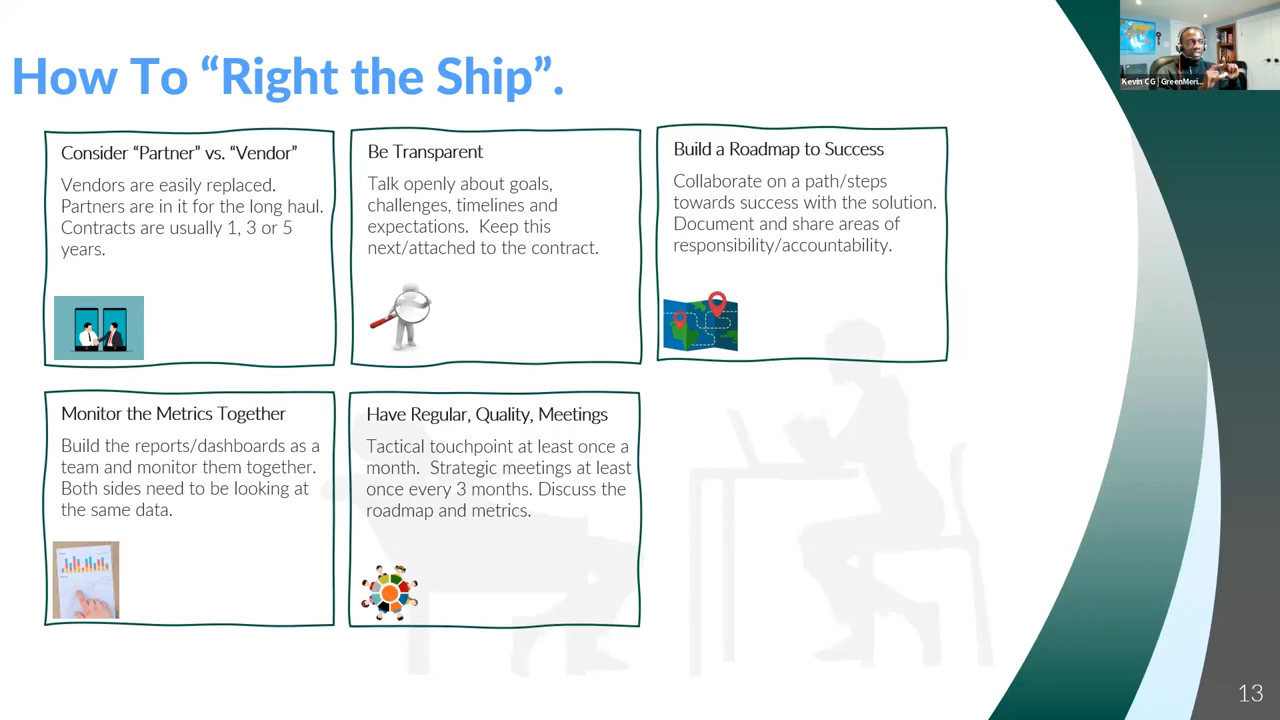 How To “Right the Ship”.
Kevin CG | GreenMeri...
Consider “Partner” vs. “Vendor”
Vendors are easily replaced.
Partners are in it for the long haul.
Contracts are usually 1, 3 or 5
years.
Be Transparent
Talk openly about goals,
challenges, timelines and
expectations. Keep this
next/attached to the contract.
Build a Roadmap to Success
Collaborate on a path/steps
towards success with the solution.
Document and share areas of
responsibility/accountability.
Monitor the Metrics Together
Build the reports/dashboards as a
team and monitor them together.
Both sides need to be looking at
the same data.
Have Regular, Quality, Meetings
Tactical touchpoint at least once a
month. Strategic meetings at least
once every 3 months. Discuss the
roadmap and metrics.
13